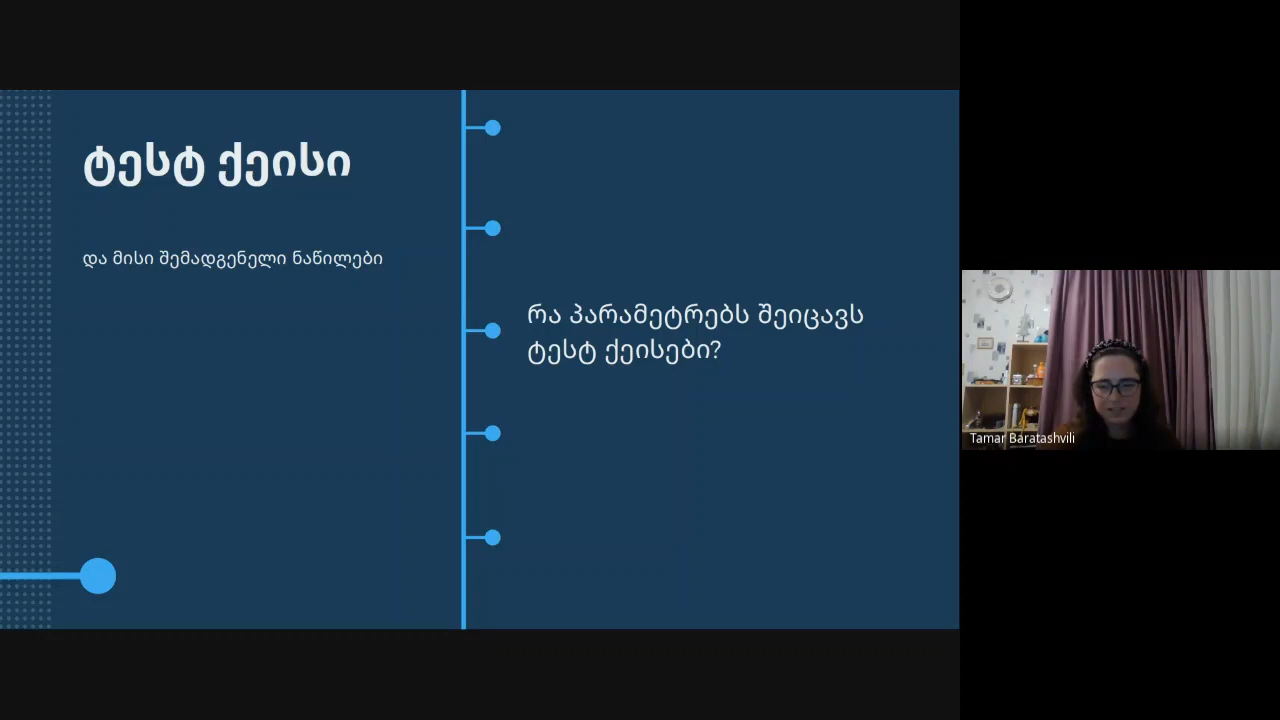 ტესტ ქეისი
და მისი შემადგენელი ნაწილები
რა პარამეტრებს შეიცავს
ტესტ ქეისები?
Tamar Baratashvili